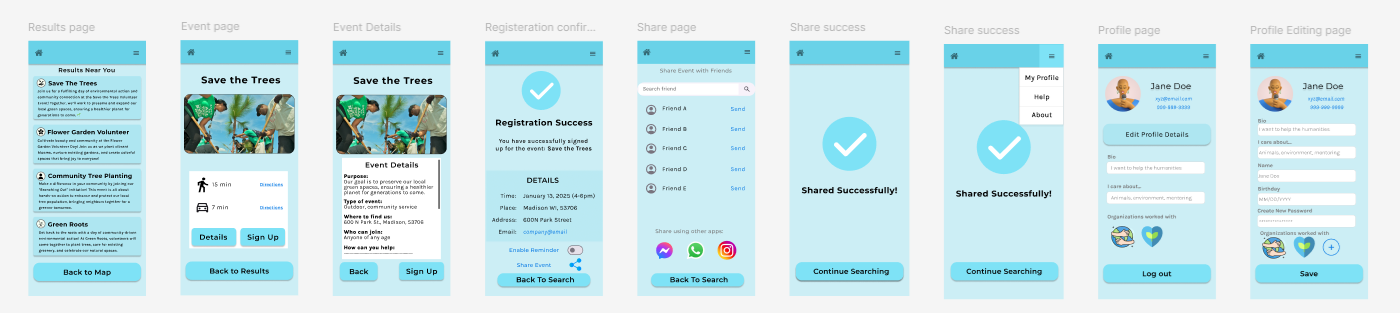 Results page
Results Near You
Save The Trees
Join us for a fulfilling day of environmental action and
community connection at the Save the Trees Volunteer
Event! Together, we'll work to preserve and expand our
local green spaces, ensuring a healthier planet for
generations to come.
Flower Garden Volunteer
Cultivate beauty and community at the Flower
Garden Volunteer Day! Join us as we plant vibrant
blooms, nurture existing gardens, and create colorful
spaces that bring joy to everyone!
Community Tree Planting
Make a difference in your community by joining our
"Branching Out" initiative! This event is all about
hands-on action to enhance and protect our local
tree population, bringing neighbors together for a
greener tomorrow.
Green Roots
Get back to the roots with a day of community-driven
environmental action! At Green Roots, volunteers will
come together to plant trees, care for existing
greenery, and celebrate our natural spaces.
Back to Map
Event page
Save the Trees
15 min
Directions
7 min
Directions
Details
Sign Up
Back to Results
Event Details
Save the Trees
Event Details
Purpose:
Our goal is to preserve our local
green spaces, ensuring a healthier
planet for generations to come.
Type of event:
Outdoor, community service
Where to find us:
600 N Park St., Madison, 53706
Who can join:
Anyone of any age
How can you help:
Back
Sign Up
Registration confir...
Registration Success
You have successfully signed
up for the event: Save the Trees
DETAILS
Time: January 13, 2025 (4-6pm)
Place: Madison WI, 53706
Address: 600N Park Street
Email: company@email
Enable Reminder
Share Event
Back To Search
Share page
Share Event with Friends
Search friend
Friend A Send
Friend B Send
Friend C Send
Friend D Send
Friend E Send
Share using other apps:
Back To Search
Share success
Shared Successfully!
Continue Searching
Share success
My Profile
Help
About
Shared Successfully!
Continue Searching
Profile page
Jane Doe
xyz@email.com
999-999-9999
Edit Profile Details
Bio:
I want to help the humanities.
I care about...
Animals, environment, mentoring
Organizations worked with
Log out
Profile Editing page
Jane Doe
xyz@email.com
999-999-9999
Bio
I want to help the humanities.
I care about...
Animals, environment, mentoring
Name
Jane Doe
Birthday
MM/DD/YYYY
Create New Password
***************
Organizations worked with
Save